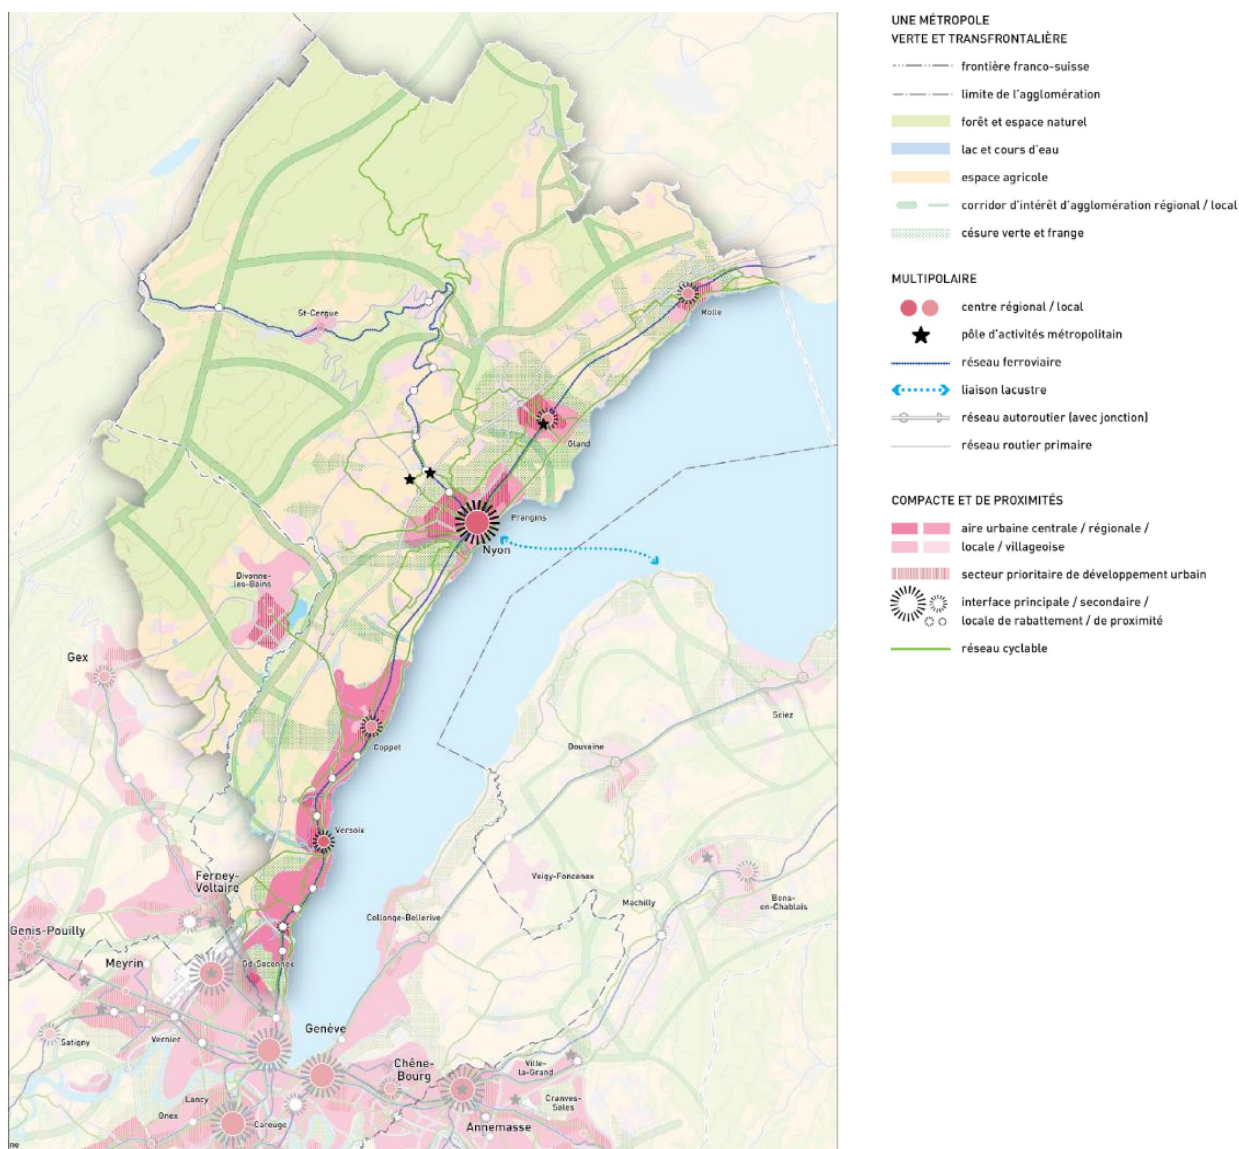 UNE MÉTROPOLE
VERTE ET TRANSFRONTALIÈRE
frontière franco-suisse
limite de l'agglomération
forêt et espace naturel
lac et cours d'eau
espace agricole
corridor d'intérêt d'agglomération régional / local
césure verte et frange
MULTIPOLAIRE
centre régional / local
pôle d'activités métropolitain
réseau ferroviaire
liaison lacustre
réseau autoroutier (avec jonction)
réseau routier primaire
COMPACTE ET DE PROXIMITÉS
aire urbaine centrale / régionale /
locale / villageoise
secteur prioritaire de développement urbain
interface principale / secondaire /
locale de rabattement / de proximité
réseau cyclable
St-Cergue
Rolle
Gland
Prangins
Nyon
Divonne-
les-Bains
Gex
Coppet
Sciez
Douvaine
Versoix
Ferney-
Voltaire
Veigy-Foncenex
Machilly
Bons-
en-Chablais
Collonge-Bellerive
Genis-Pouilly
Meyrin
Gd-Saconnex
Satigny
Vernier
Genève
Chêne-
Bourg
Ville-
la-Grand
Lancy
Cranves-
Sales
Onex
Carouge
Annemasse
ne